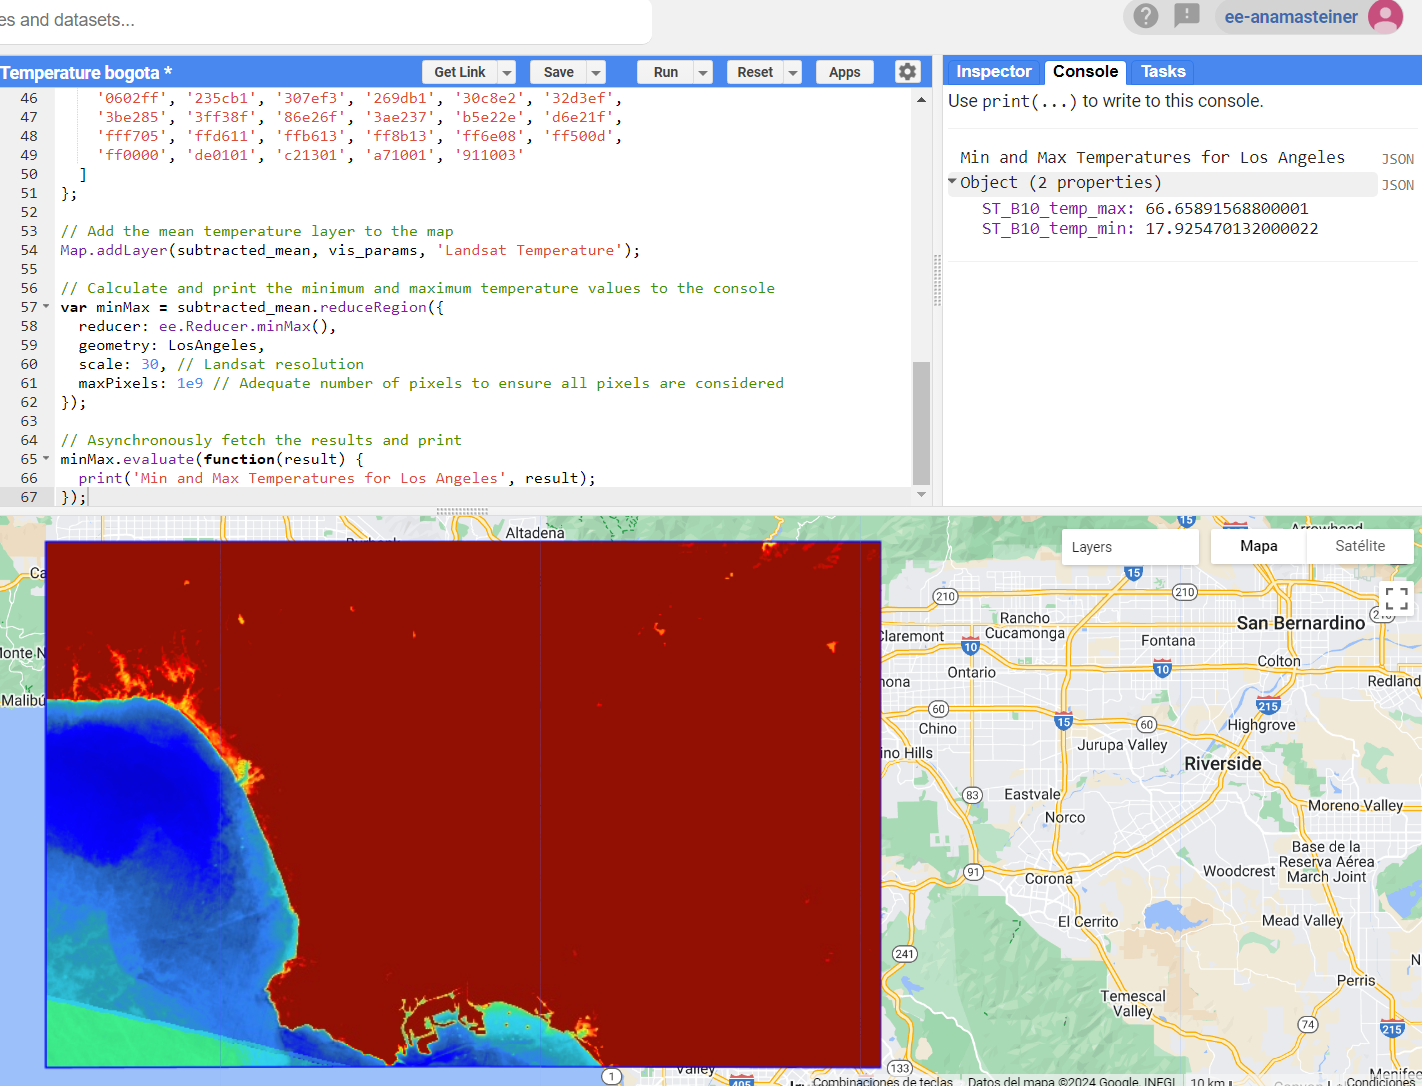 es and datasets...
ee-anamasteiner
Temperature bogota *
Get Link
Save
Run
Reset
Apps
Inspector
Console
Tasks
46 '0602ff', '235cb1', '307ef3', '269db1', '30c8e2', '32d3ef',
47 '3be285', '3ff38f', '86e26f', '3ae237', 'b5e22e', 'd6e21f',
48 'fff705', 'ffd611', 'ffb613', 'ff8b13', 'ff6e08', 'ff500d',
49 'ff0000', 'de0101', 'c21301', 'a71001', '911003'
50 ]
51 };
52
53 // Add the mean temperature layer to the map
54 Map.addLayer(subtracted_mean, vis_params, 'Landsat Temperature');
55
56 // Calculate and print the minimum and maximum temperature values to the console
57 var minMax = subtracted_mean.reduceRegion({
58 reducer: ee.Reducer.minMax(),
59 geometry: LosAngeles,
60 scale: 30, // Landsat resolution
61 maxPixels: 1e9 // Adequate number of pixels to ensure all pixels are considered
62 });
63
64 // Asynchronously fetch the results and print
65 minMax.evaluate(function(result) {
66 print('Min and Max Temperatures for Los Angeles', result);
67 });
Use print(...) to write to this console.
Min and Max Temperatures for Los Angeles
JSON
Object (2 properties)
JSON
ST_B10_temp_max: 66.65891568800001
ST_B10_temp_min: 17.925470132000022
Altadena
15
Layers
Mapa
Satélite
Ca
15
210
210
Rancho
Cucamonga
San Bernardino
Claremont
Fontana
10
10
Colton
Ontario
Redland
Malibú
60
15
60
215
Highgrove
Chino
Jurupa Valley
ino Hills
Riverside
83
Eastvale
Moreno Valley
Norco
Base de la
Reserva Aérea
March Joint
91
Corona
Woodcrest
El Cerrito
Mead Valley
241
Perris
Temescal
Valley
74
215
133
1
405
Valley
Combinaciones de teclas
Datos del mapa ©2024 Google, INEGI
10 km
Condiciones